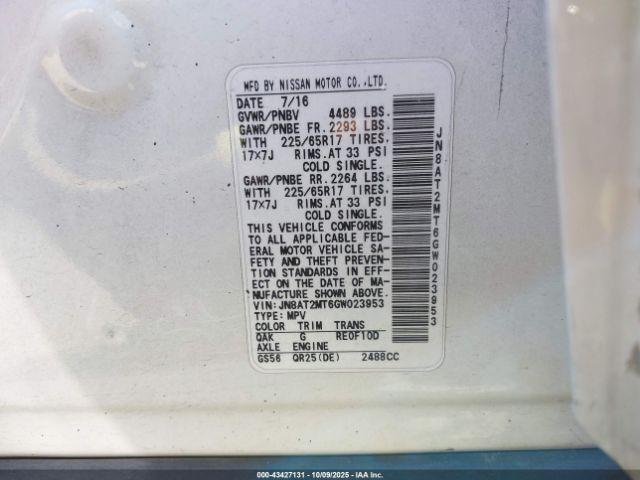 MFD BY NISSAN MOTOR CO.,LTD.
DATE 7/16
GVWR/PNBV 4489 LBS.
GAWR/PNBE FR. 2293 LBS.
WITH 225/65R17 TIRES.
17×7J RIMS.AT 33 PSI
COLD SINGLE.
GAWR/PNBE RR. 2264 LBS.
WITH 225/65R17 TIRES.
17×7J RIMS.AT 33 PSI
COLD SINGLE.
THIS VEHICLE CONFORMS
TO ALL APPLICABLE FED-
ERAL MOTOR VEHICLE SA-
FETY AND THEFT PREVEN-
TION STANDARDS IN EFF-
ECT ON THE DATE OF MA-
NUFACTURE SHOWN ABOVE.
VIN: JN8AT2MT6GW023953
TYPE: MPV
COLOR TRIM TRANS
QAK G RE0F10D
AXLE ENGINE
GS56 QR25(DE) 2488CC
JN8AT2MT6GW023953
000-43427131 - 10/09/2025 - IAA Inc.